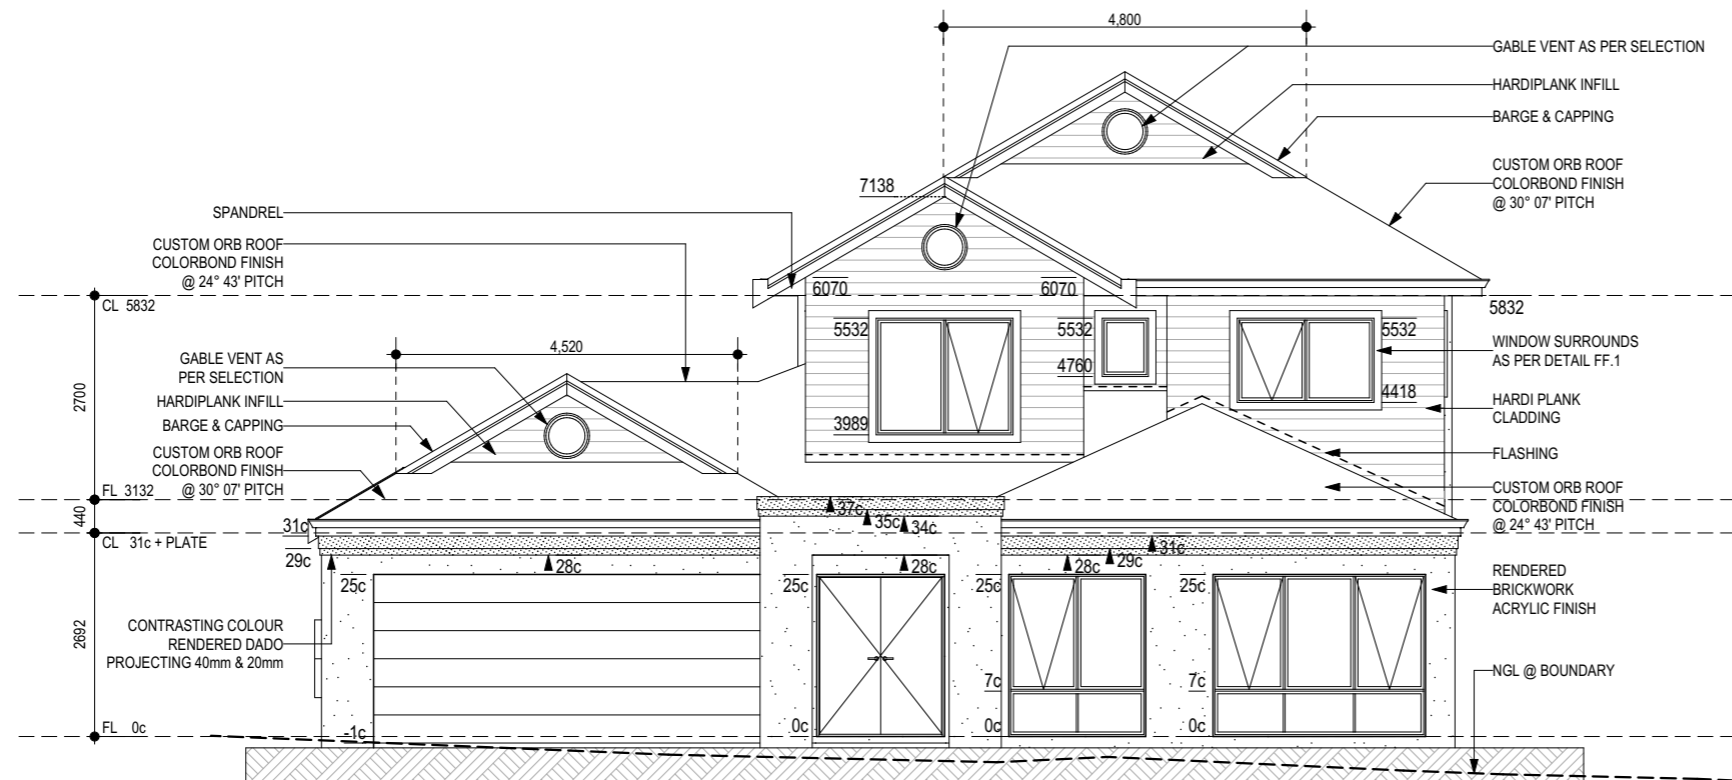 4,800
GABLE VENT AS PER SELECTION
HARDIPLANK INFILL
BARGE & CAPPING
CUSTOM ORB ROOF
COLORBOND FINISH
@ 30° 07' PITCH
7138
SPANDREL
CUSTOM ORB ROOF
COLORBOND FINISH
@ 24° 43' PITCH
6070
6070
CL 5832
5832
5532
5532
5532
WINDOW SURROUNDS
AS PER DETAIL FF.1
4,520
GABLE VENT AS
PER SELECTION
4760
2700
HARDIPLANK INFILL
4418
HARDI PLANK
CLADDING
BARGE & CAPPING
3989
CUSTOM ORB ROOF
COLORBOND FINISH
@ 30° 07' PITCH
FLASHING
FL 3132
CUSTOM ORB ROOF
COLORBOND FINISH
@ 24° 43' PITCH
440
37c
35c
34c
31c
CL 31c + PLATE
31c
29c
28c
28c
28c
29c
25c
25c
25c
25c
RENDERED
BRICKWORK
ACRYLIC FINISH
2692
CONTRASTING COLOUR
RENDERED DADO
PROJECTING 40mm & 20mm
7c
7c
NGL @ BOUNDARY
FL 0c
-1c
0c
0c
0c